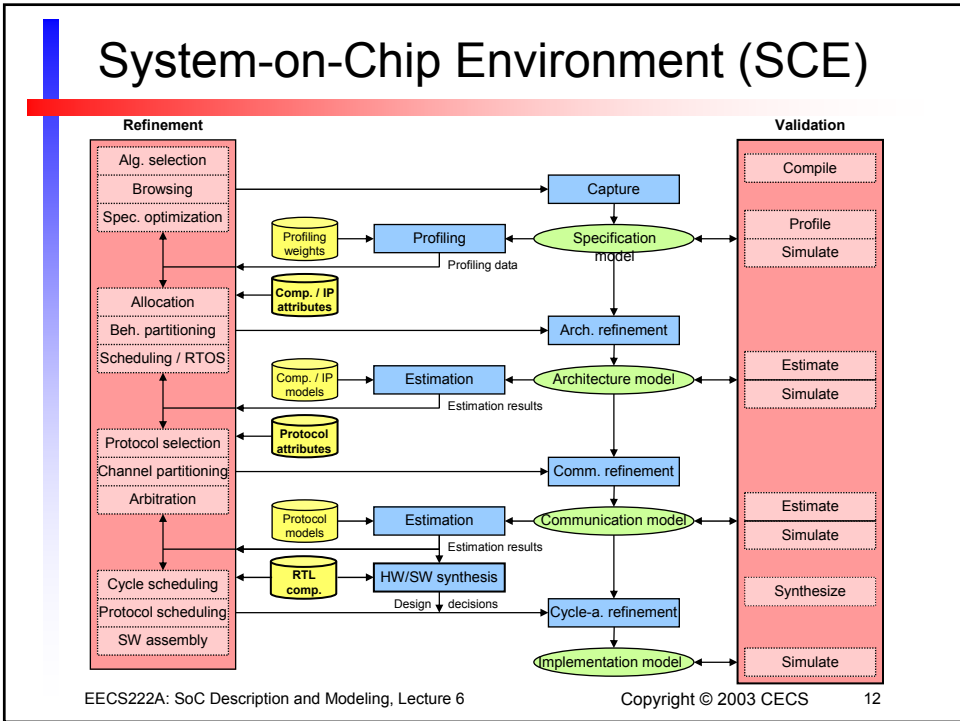 System-on-Chip Environment (SCE)
Refinement
Validation
Alg. selection
Browsing
Spec. optimization
Capture
Compile
Profiling
weights
Profiling
Specification
model
Profile
Simulate
Profiling data
Comp. / IP
attributes
Allocation
Beh. partitioning
Scheduling / RTOS
Arch. refinement
Comp. / IP
models
Estimation
Architecture model
Estimate
Simulate
Estimation results
Protocol
attributes
Protocol selection
Channel partitioning
Arbitration
Comm. refinement
Protocol
models
Estimation
Communication model
Estimate
Simulate
Estimation results
RTL
comp.
HW/SW synthesis
Cycle scheduling
Protocol scheduling
SW assembly
Design decisions
Cycle-a. refinement
Synthesize
Implementation model
Simulate
EECS222A: SoC Description and Modeling, Lecture 6
Copyright © 2003 CECS
12